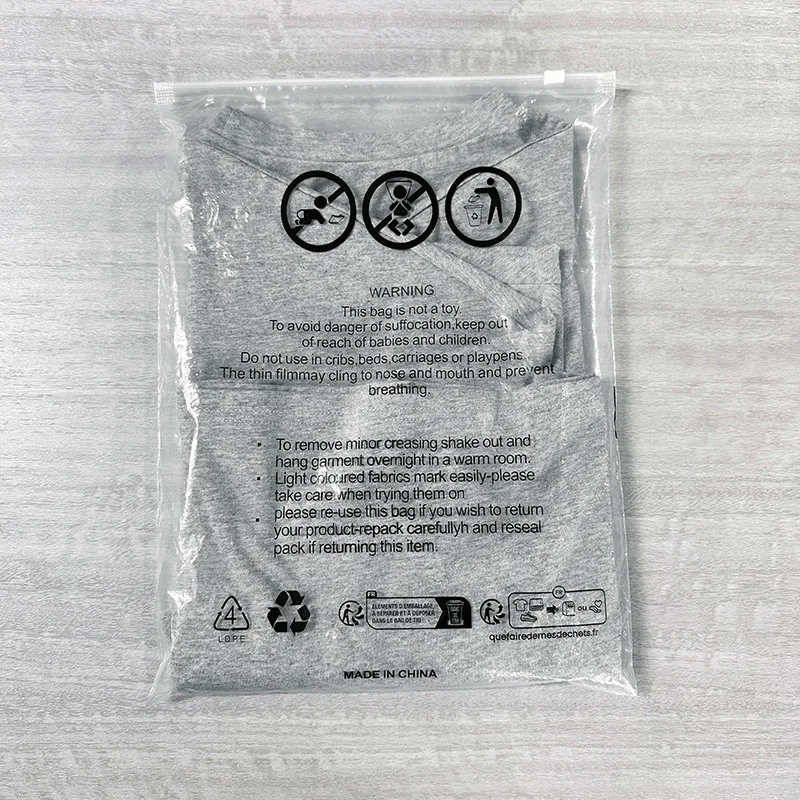 WARNING
This bag is not a toy.
To avoid danger of suffocation,keep out
of reach of babies and children.
Do not use in cribs,beds,carriages or playpens.
The thin filmmay cling to nose and mouth and prevent
breathing.
• To remove minor creasing shake out and
hang garment overnight in a warm room.
• Light coloured fabrics mark easily-please
take care when trying them on
• please re-use this bag if you wish to return
your product-repack carefullyh and reseal
pack if returning this item.
4
LDPE
FR
ÉLÉMENTS D'EMBALLAGE
À SÉPARER ET À DÉPOSER
DANS LE BAC DE TRI
FR
ou
quefairedemesdechets.fr
MADE IN CHINA